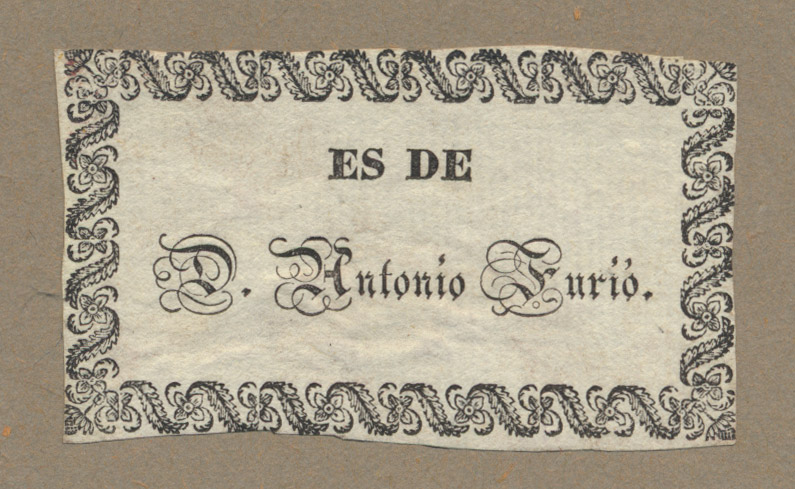 ES DE
D. Antonio Furió.